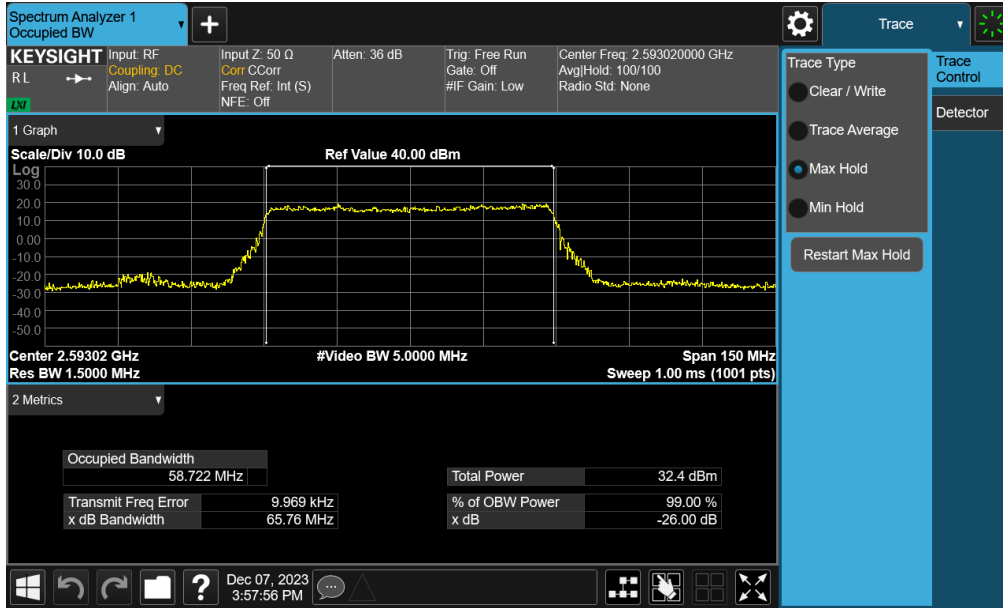 Spectrum Analyzer 1
Occupied BW
+
Trace
KEYSIGHT
R L
LXI
Input: RF
Coupling: DC
Align: Auto
Input Z: 50 Ω
Corr CCorr
Freq Ref: Int (S)
NFE: Off
Atten: 36 dB
Trig: Free Run
Gate: Off
#IF Gain: Low
Center Freq: 2.593020000 GHz
Avg|Hold: 100/100
Radio Std: None
Trace Type
Clear / Write
Trace Average
Max Hold
Min Hold
Restart Max Hold
Trace
Control
Detector
1 Graph
Scale/Div 10.0 dB
Ref Value 40.00 dBm
Log
30.0
20.0
10.0
0.00
-10.0
-20.0
-30.0
-40.0
-50.0
Center 2.59302 GHz
#Video BW 5.0000 MHz
Span 150 MHz
Res BW 1.5000 MHz
Sweep 1.00 ms (1001 pts)
2 Metrics
Occupied Bandwidth
58.722 MHz
Total Power 32.4 dBm
Transmit Freq Error 9.969 kHz
% of OBW Power 99.00 %
x dB Bandwidth 65.76 MHz
x dB -26.00 dB
?
Dec 07, 2023
3:57:56 PM